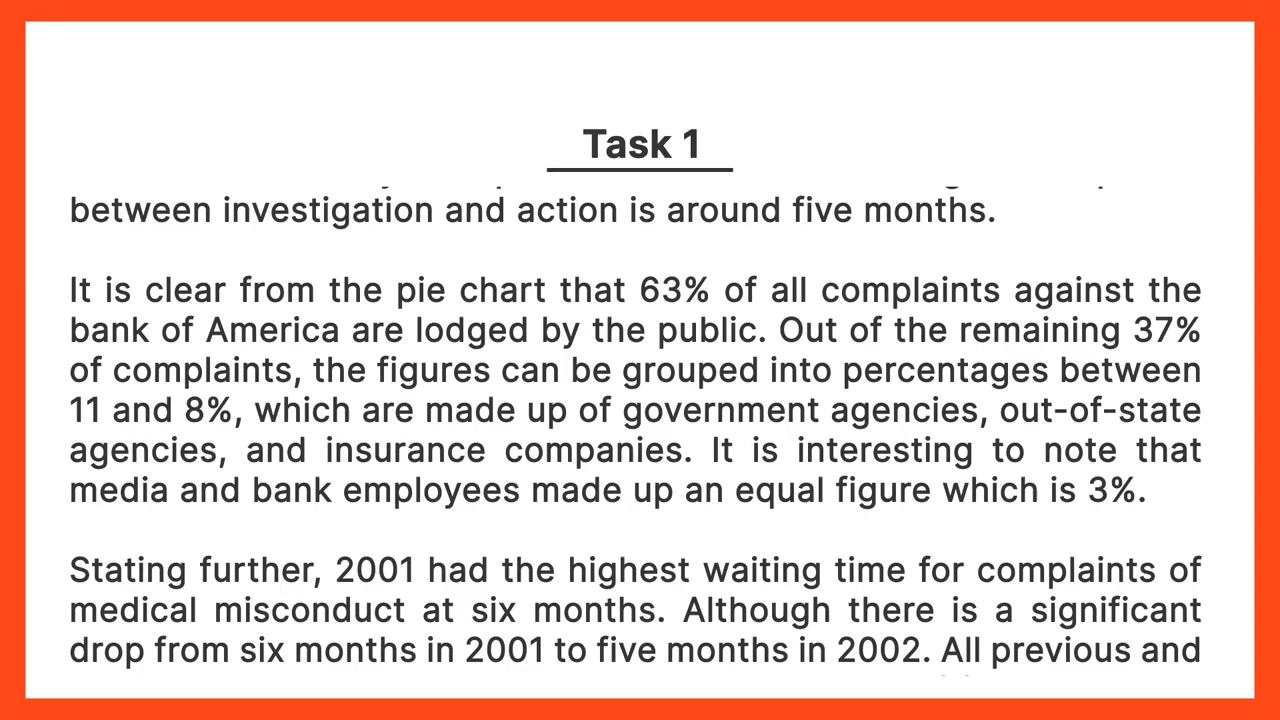 Task 1
between investigation and action is around five months.
It is clear from the pie chart that 63% of all complaints against the
bank of America are lodged by the public. Out of the remaining 37%
of complaints, the figures can be grouped into percentages between
11 and 8%, which are made up of government agencies, out-of-state
agencies, and insurance companies. It is interesting to note that
media and bank employees made up an equal figure which is 3%.
Stating further, 2001 had the highest waiting time for complaints of
medical misconduct at six months. Although there is a significant
drop from six months in 2001 to five months in 2002. All previous and